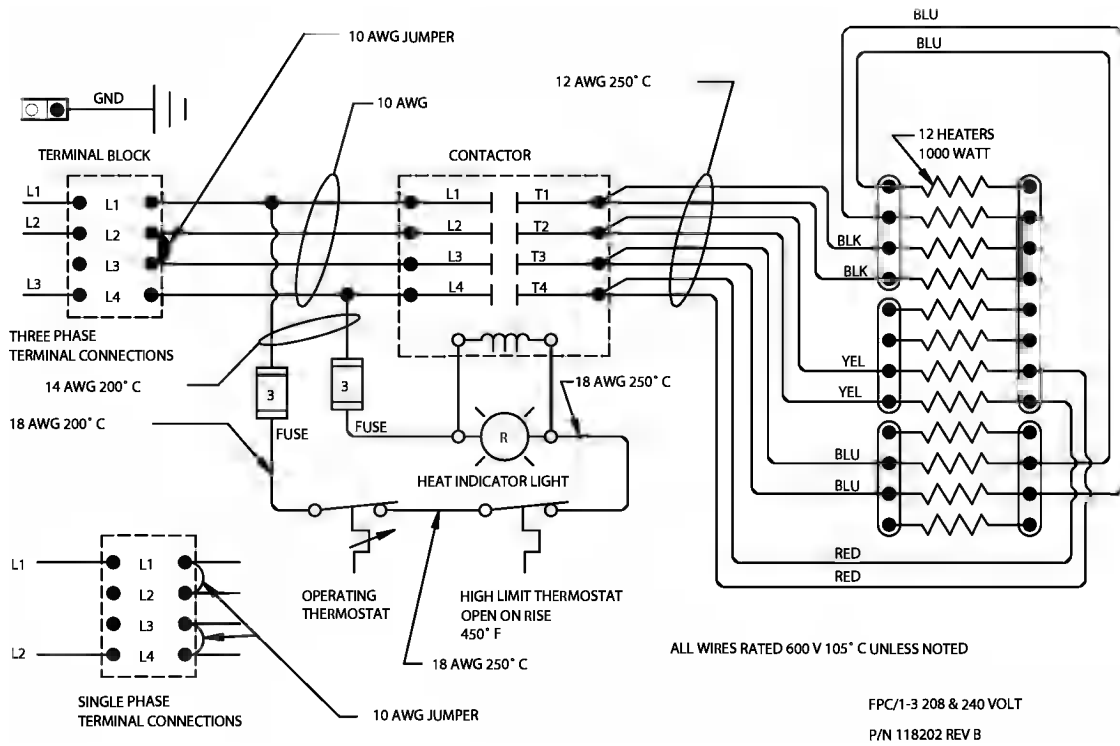 BLU
BLU
10 AWG JUMPER
12 AWG 250° C
GND
10 AWG
12 HEATERS
1000 WATT
TERMINAL BLOCK
CONTACTOR
L1
L1
L1
T1
L2
L2
L2
T2
BLK
L3
L3
T3
BLK
L3
L4
L4
T4
THREE PHASE
TERMINAL CONNECTIONS
14 AWG 200° C
3
3
18 AWG 250° C
YEL
YEL
18 AWG 200° C
FUSE
FUSE
R
HEAT INDICATOR LIGHT
BLU
BLU
RED
RED
L1
L1
L2
L3
L2
L4
OPERATING
THERMOSTAT
HIGH LIMIT THERMOSTAT
OPEN ON RISE
450° F
18 AWG 250° C
ALL WIRES RATED 600 V 105° C UNLESS NOTED
SINGLE PHASE
TERMINAL CONNECTIONS
10 AWG JUMPER
FPC/1-3 208 & 240 VOLT
P/N 118202 REV B